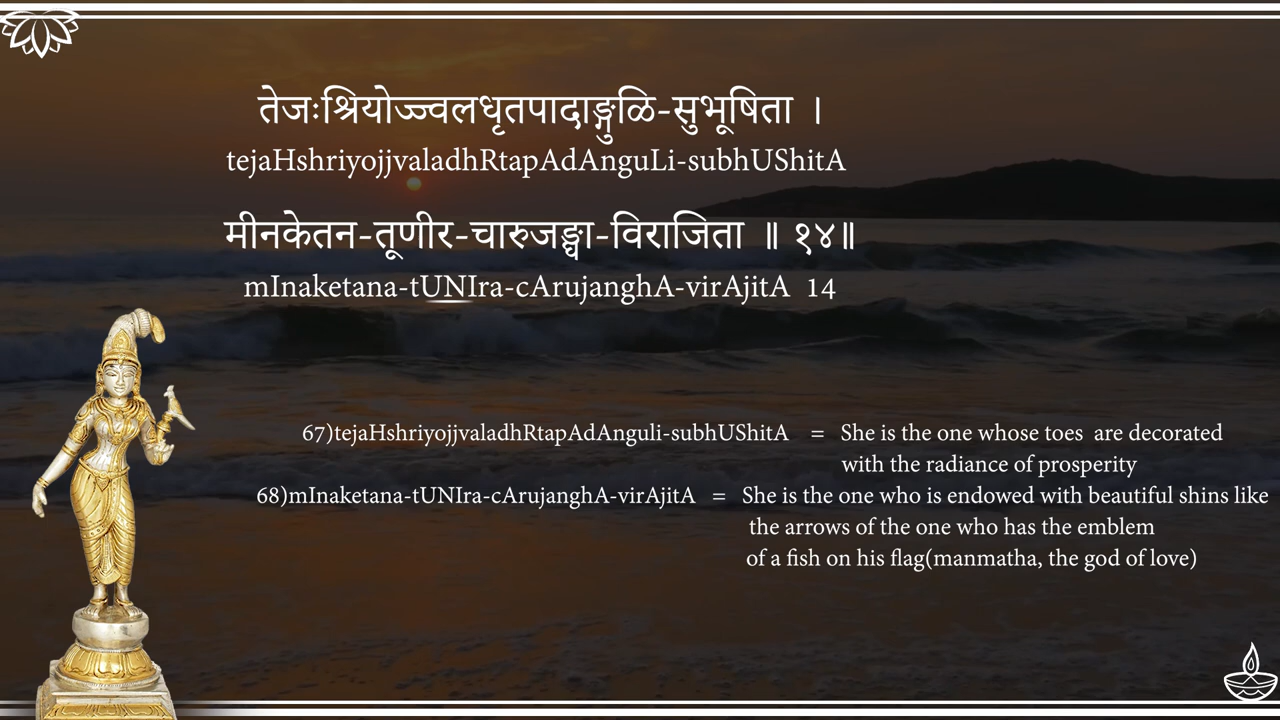 तेजःश्रियोज्ज्वलधृतपादाङ्गुळि-सुभूषिता ।
tejaHshriyojjvaladhRtapAdAnguLi-subhUShitA
मीनकेतन-तूणीर-चारुजङ्घा-विराजिता ॥ १४॥
mInaketana-tUNIra-cArujanghA-virAjitA 14
67)tejaHshriyojjvaladhRtapAdAnguli-subhUShitA = She is the one whose toes are decorated
with the radiance of prosperity
68)mInaketana-tUNIra-cArujanghA-virAjitA = She is the one who is endowed with beautiful shins like
the arrows of the one who has the emblem
of a fish on his flag(manmatha, the god of love)